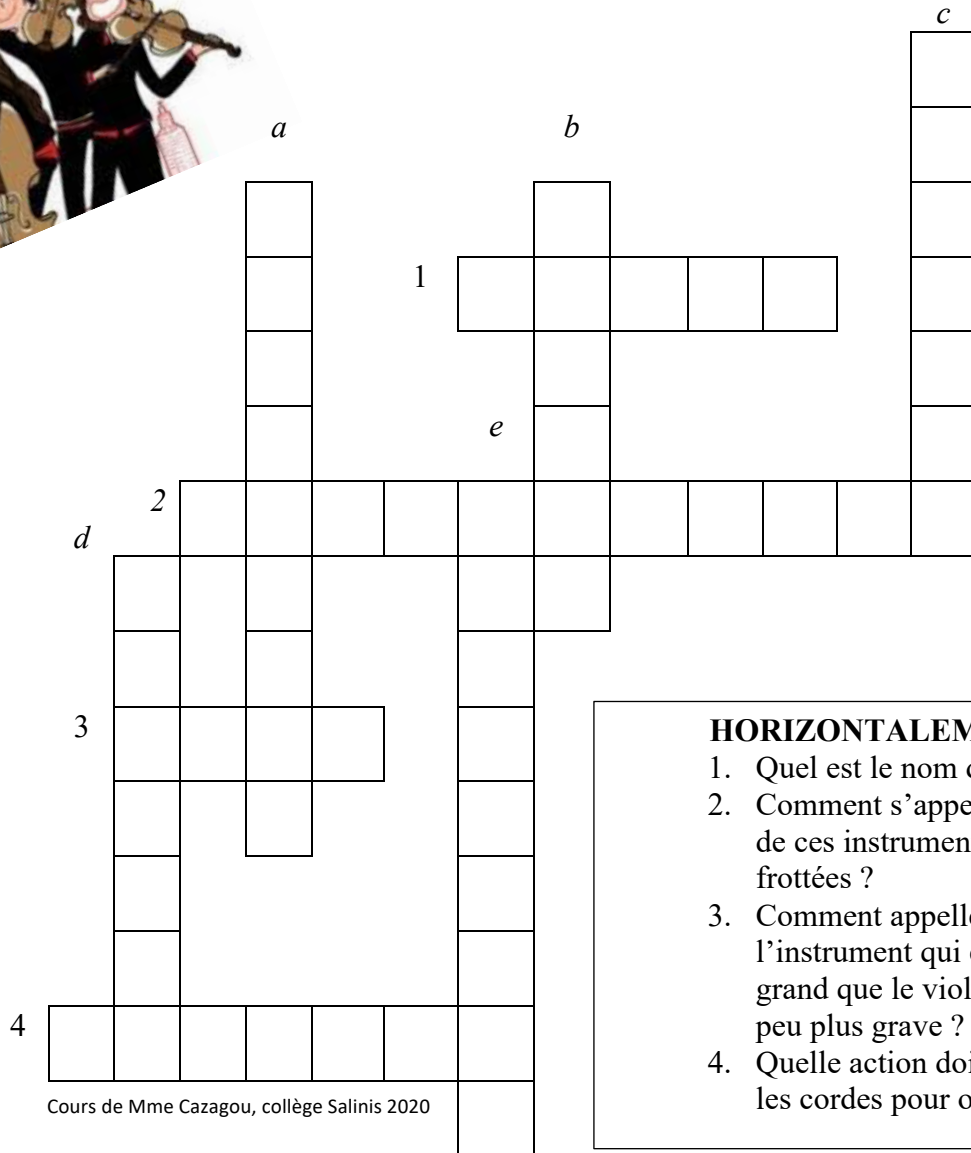 c
a
b
1
e
2
d
3
HORIZONTALEM
1. Quel est le nom
2. Comment s’appe
de ces instrumen
frottées ?
3. Comment appell
l’instrument qui
grand que le viol
peu plus grave ?
4
4. Quelle action doi
les cordes pour o
Cours de Mme Cazagou, collège Salinis 2020